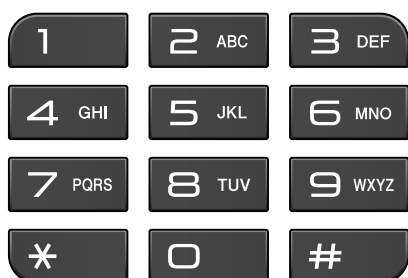 1 2 ABC 3 DEF
4 GHI 5 JKL 6 MNO
7 PQRS 8 TUV 9 WXYZ
* 0 #